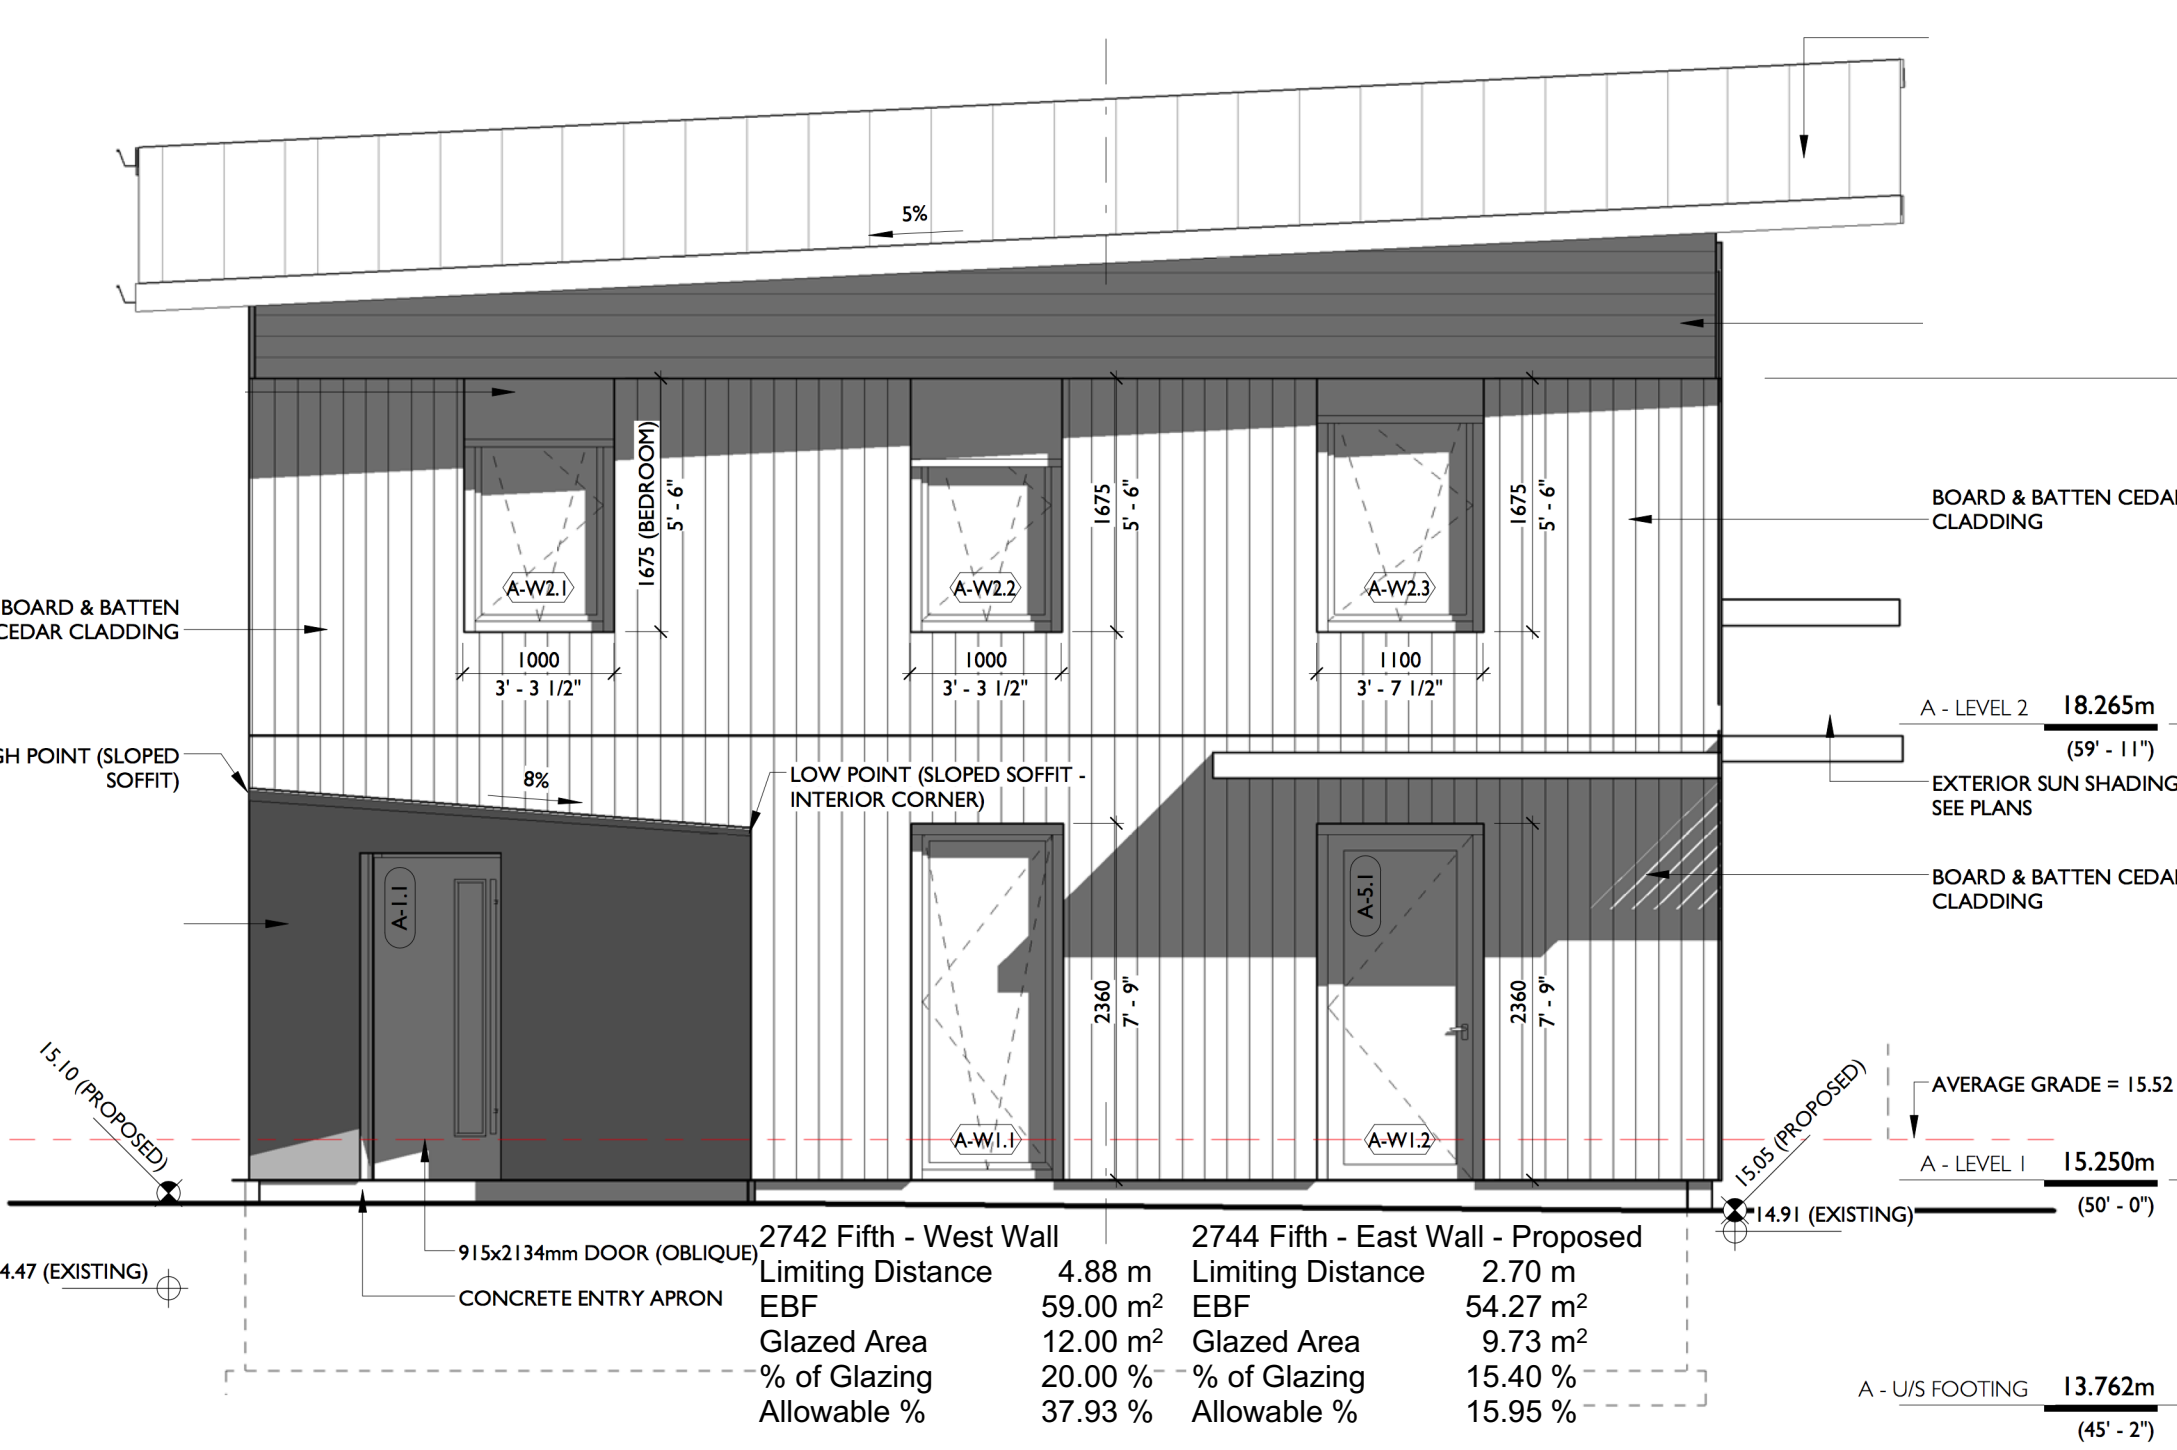 5%
1675 (BEDROOM)
5' - 6"
1675
5' - 6"
1675
5' - 6"
BOARD & BATTEN CEDAR
CLADDING
A-W2.1
A-W2.2
A-W2.3
BOARD & BATTEN
CEDAR CLADDING
1000
3' - 3 1/2"
1000
3' - 3 1/2"
1100
3' - 7 1/2"
A - LEVEL 2 18.265m
(59' - 11")
GH POINT (SLOPED
SOFFIT)
8%
LOW POINT (SLOPED SOFFIT -
INTERIOR CORNER)
EXTERIOR SUN SHADING
SEE PLANS
A-1.1
A-5.1
BOARD & BATTEN CEDAR
CLADDING
2360
7' - 9"
2360
7' - 9"
15.10 (PROPOSED)
15.05 (PROPOSED)
AVERAGE GRADE = 15.52
A-W1.1
A-W1.2
A - LEVEL 1 15.250m
(50' - 0")
14.91 (EXISTING)
4.47 (EXISTING)
915x2134mm DOOR (OBLIQUE)
CONCRETE ENTRY APRON
2742 Fifth - West Wall
Limiting Distance 4.88 m
EBF 59.00 m²
Glazed Area 12.00 m²
% of Glazing 20.00 %
Allowable % 37.93 %
2744 Fifth - East Wall - Proposed
Limiting Distance 2.70 m
EBF 54.27 m²
Glazed Area 9.73 m²
% of Glazing 15.40 %
Allowable % 15.95 %
A - U/S FOOTING 13.762m
(45' - 2")